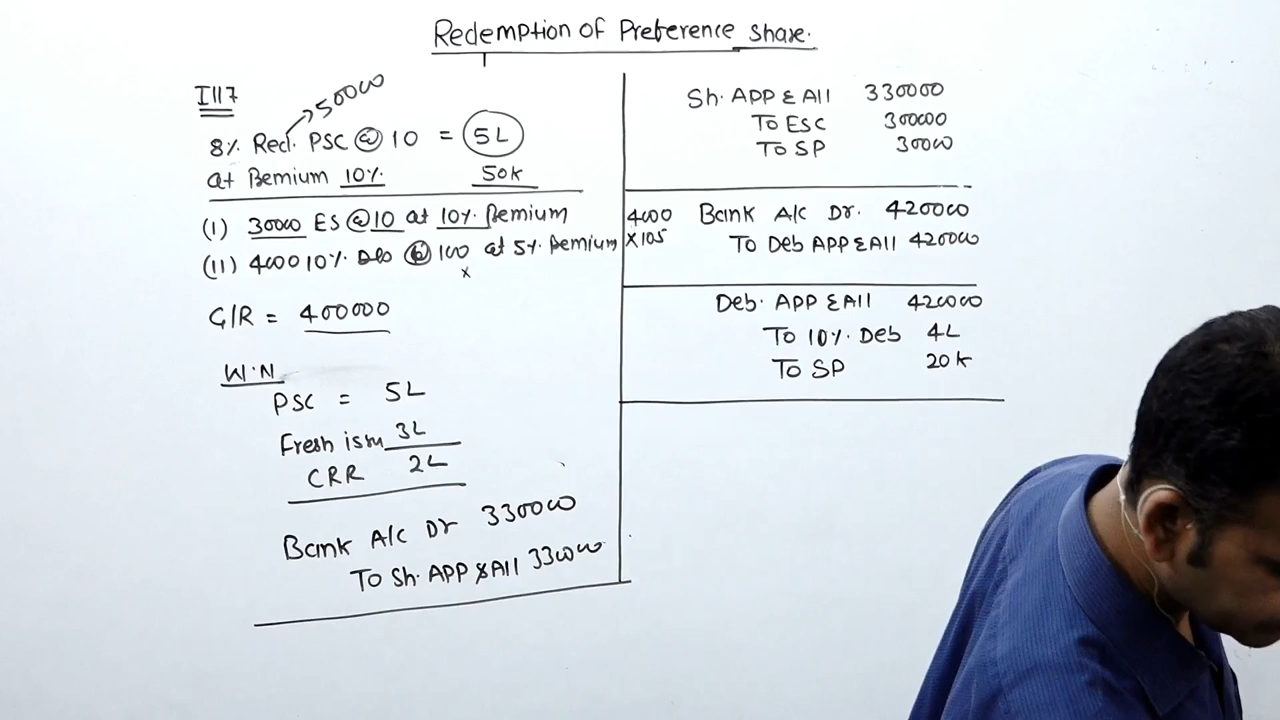 Redemption of Preference Share.
Ill7
50000
8% Red. PSC @ 10 = 5L
at Premium 10% 50k
(I) 30000 ES @ 10 at 10% Premium
(II) 4000 10% Deb @ 100 at 5% Premium
x
G/R = 400000
W.N
PSC = 5L
Fresh issu 3L
CRR 2L
Bank A/c Dr 330000
To Sh. APP & All 330000
Sh. APP & All 330000
To ESC 300000
To SP 30000
4000
X105
Bank A/c Dr. 420000
To Deb APP & All 420000
Deb. APP & All 420000
To 10% Deb 4L
To SP 20k